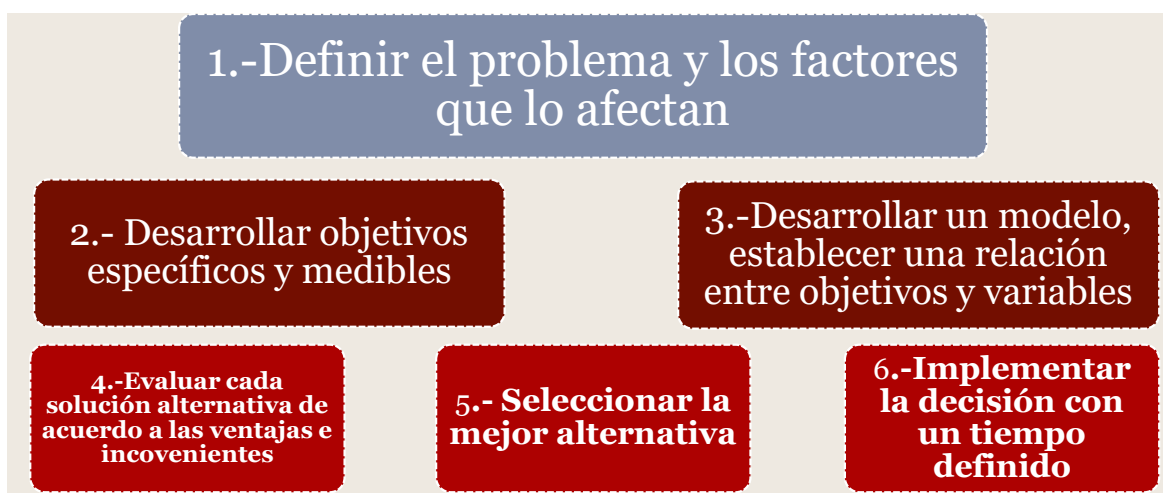 1.-Definir el problema y los factores
que lo afectan
2.- Desarrollar objetivos
específicos y medibles
3.-Desarrollar un modelo,
establecer una relación
entre objetivos y variables
4.-Evaluar cada
solución alternativa de
acuerdo a las ventajas e
incovenientes
5.- Seleccionar la
mejor alternativa
6.-Implementar
la decisión con
un tiempo
definido